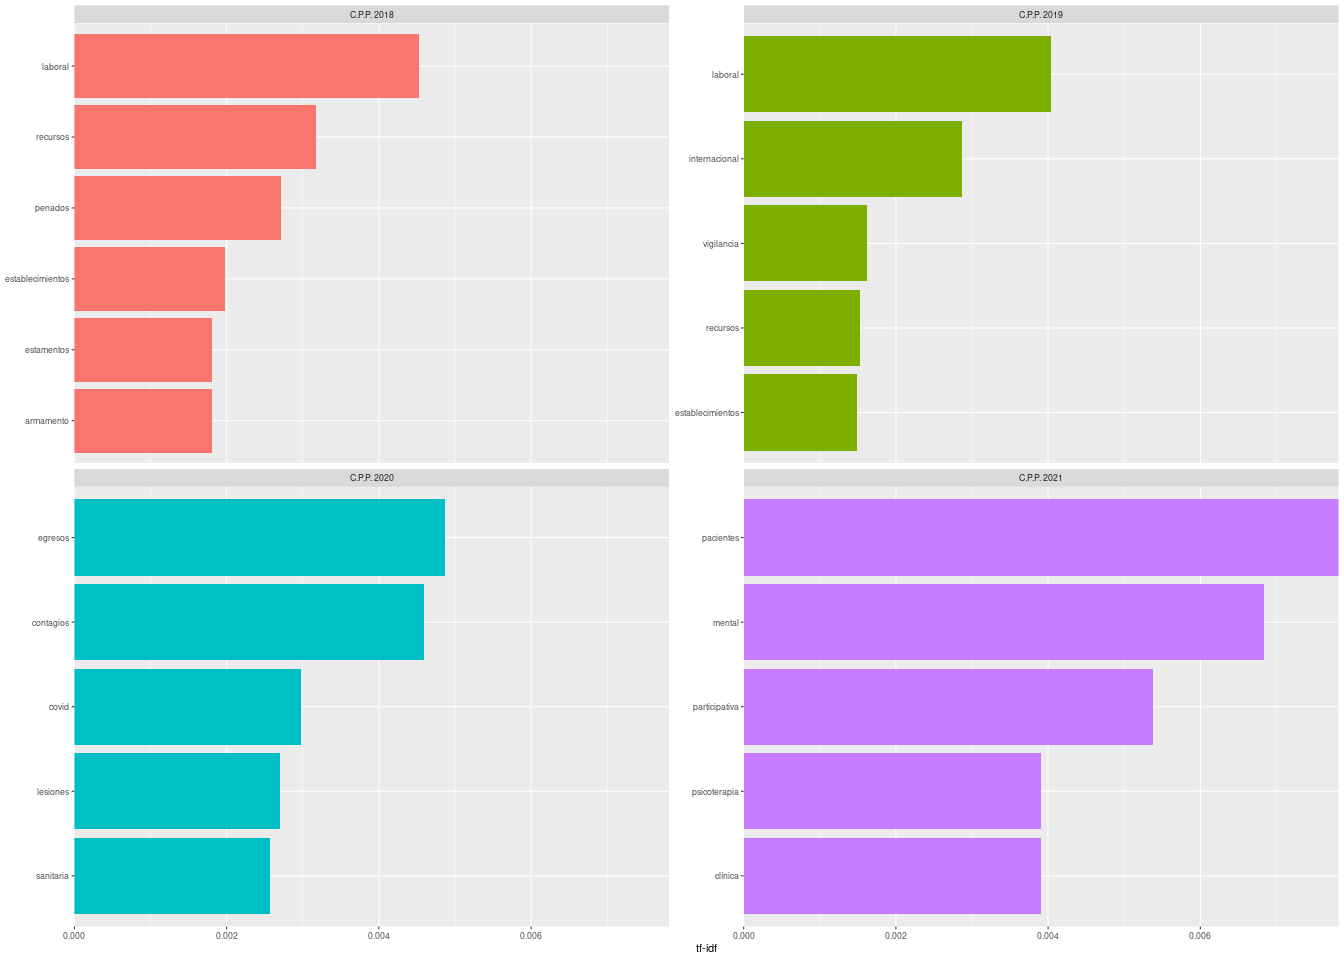 C.P.P. 2018
laboral
recursos
penados
establecimientos
estamentos
armamento
C.P.P. 2019
laboral
internacional
vigilancia
recursos
establecimientos
C.P.P. 2020
egresos
contagios
covid
lesiones
sanitaria
0.000 0.002 0.004 0.006
C.P.P. 2021
pacientes
mental
participativa
psicoterapia
clínica
0.000 0.002 0.004 0.006
tf-idf